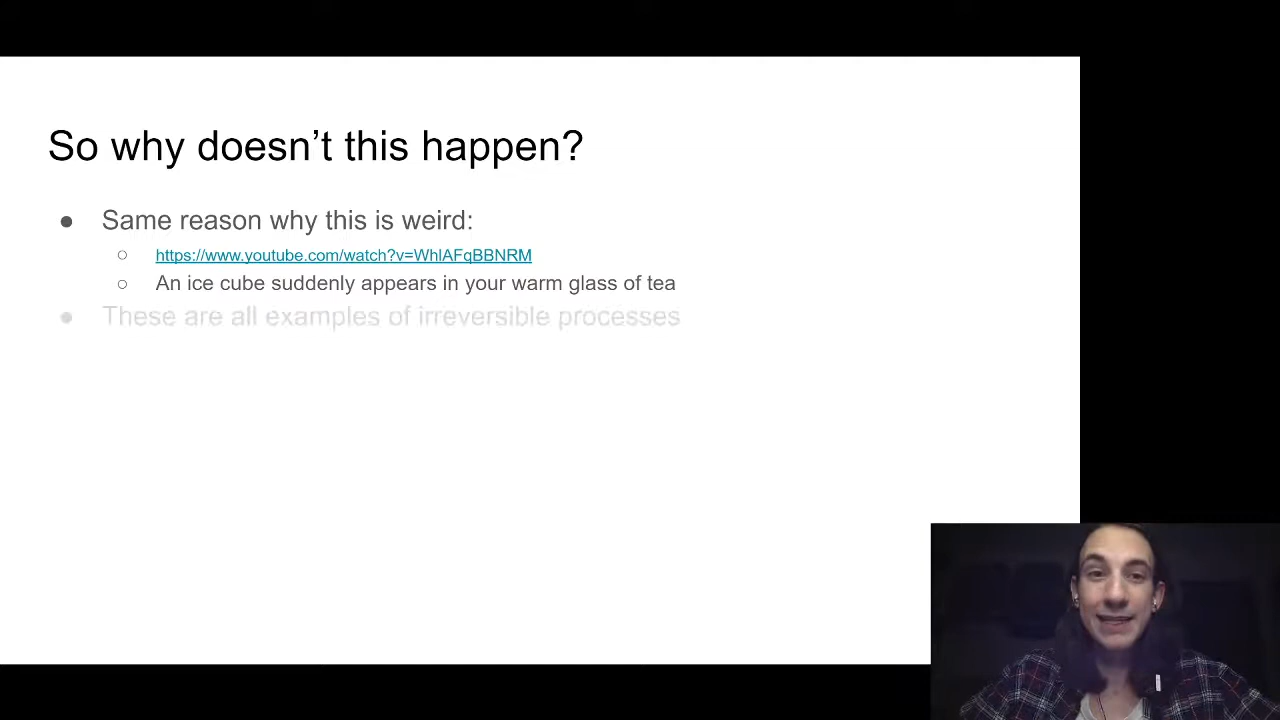 So why doesn't this happen?
● Same reason why this is weird:
○ https://www.youtube.com/watch?v=WhlAFqBBNRM
○ An ice cube suddenly appears in your warm glass of tea
● These are all examples of irreversible processes